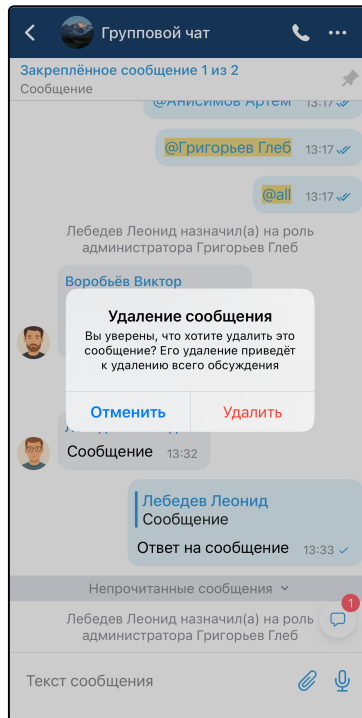 Групповой чат
Закреплённое сообщение 1 из 2
Сообщение
@Анисимов Артём 13:17
@Григорьев Глеб 13:17
@all 13:17
Лебедев Леонид назначил(а) на роль
администратора Григорьев Глеб
Воробьёв Виктор
Удаление сообщения
Вы уверены, что хотите удалить это
сообщение? Его удаление приведёт
к удалению всего обсуждения
Отменить Удалить
Сообщение 13:32
Лебедев Леонид
Сообщение
Ответ на сообщение 13:33
Непрочитанные сообщения
1
Лебедев Леонид назначил(а) на роль
администратора Григорьев Глеб
Текст сообщения